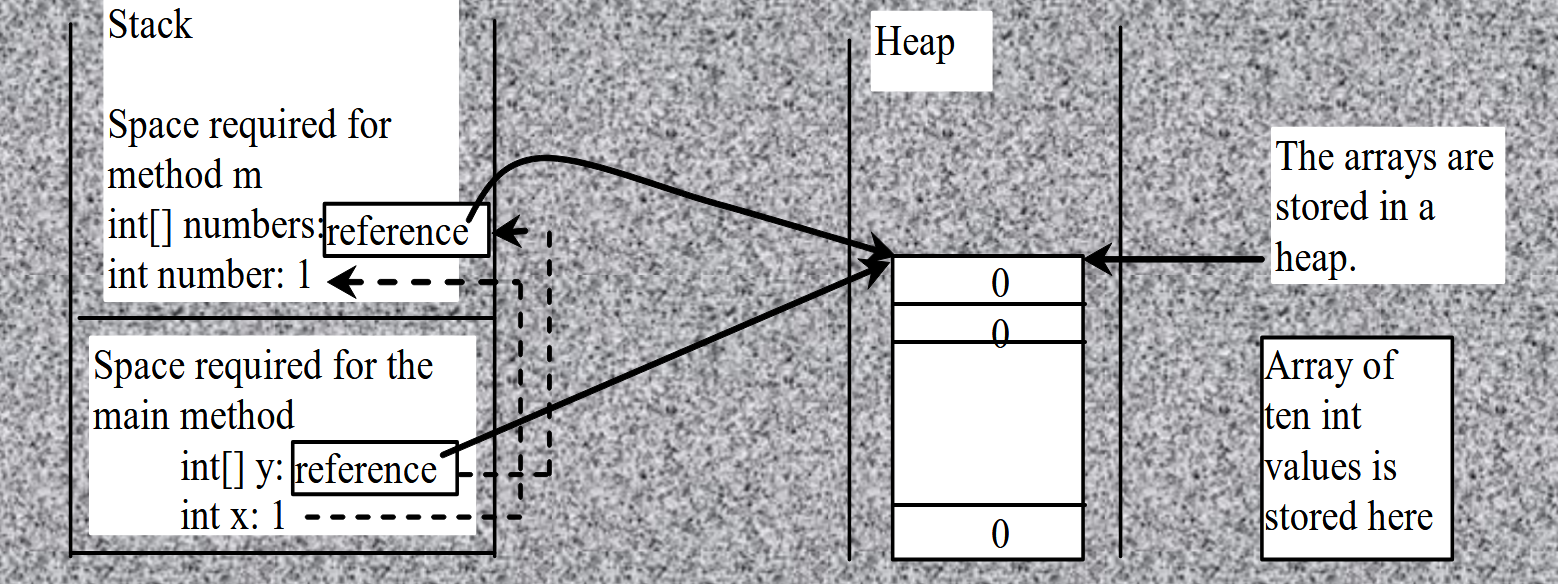 Stack
Space required for
method m
int[] numbers: reference
int number: 1
Space required for the
main method
int[] y: reference
int x: 1
Heap
0
0
0
The arrays are
stored in a
heap.
Array of
ten int
values is
stored here